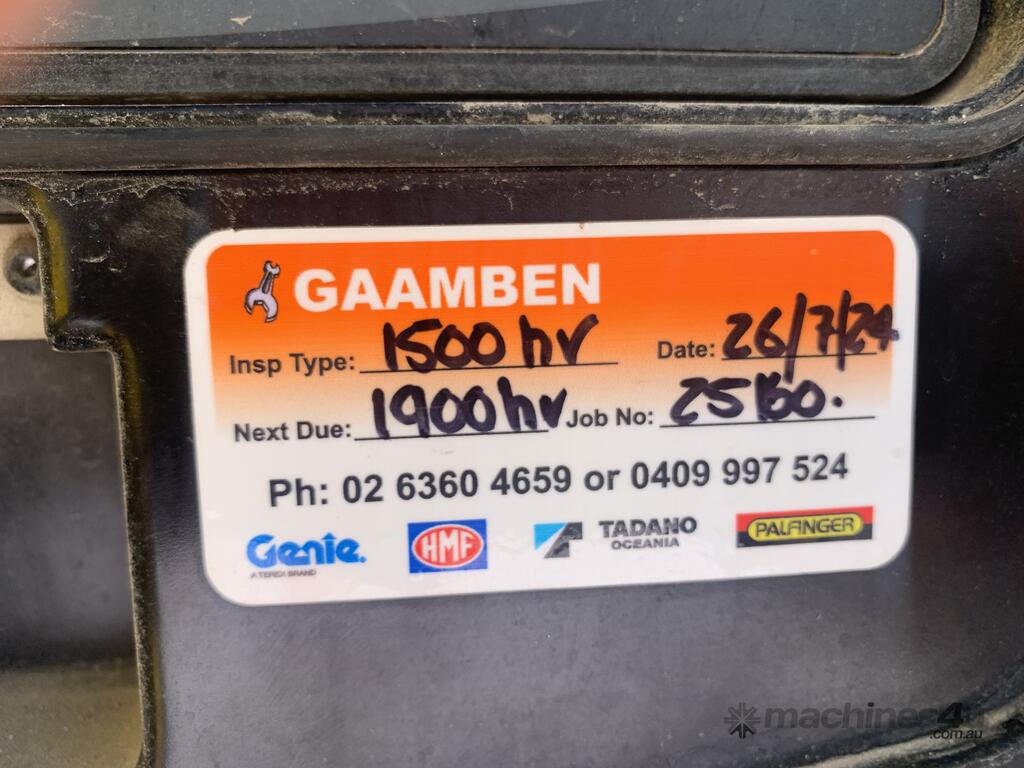 GAAMBEN
Insp Type: 1500 hr Date: 26/7/24.
Next Due: 1900 hr Job No: 25160.
Ph: 02 6360 4659 or 0409 997 524
Genie. HMF TADANO PALFINGER
A TEREX BRAND OCEANIA
machines4u
.com.au